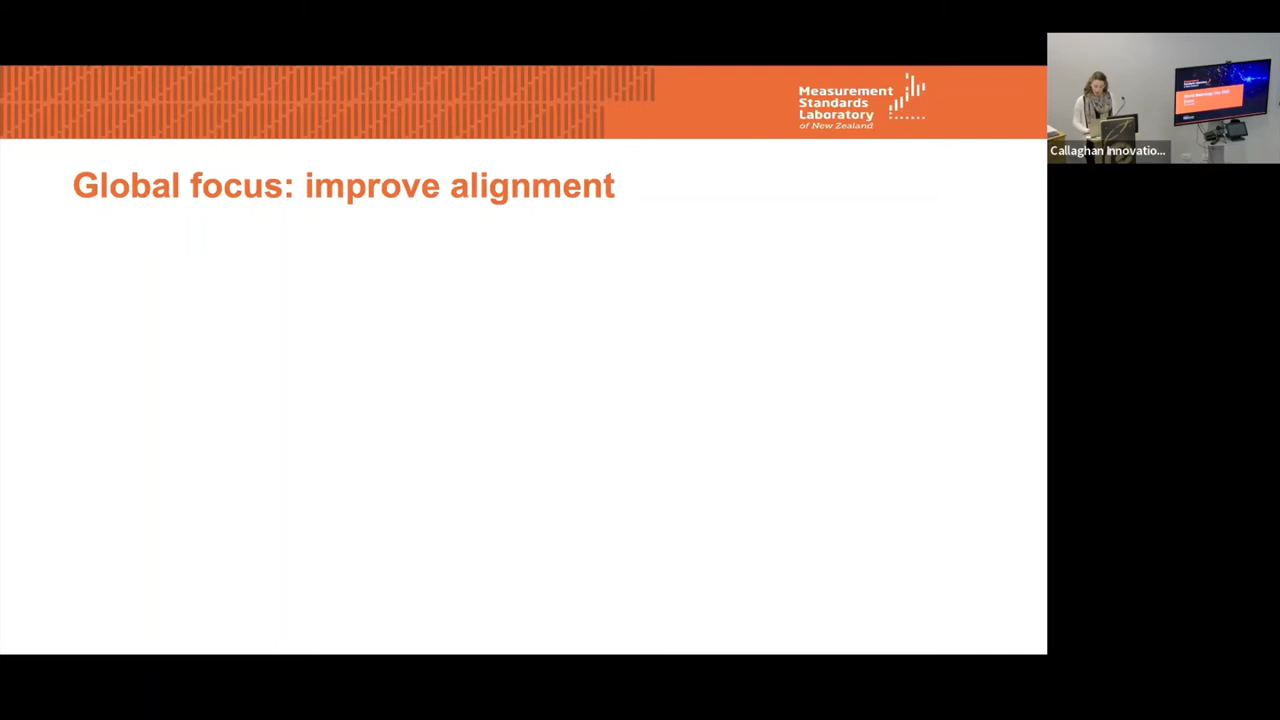 Measurement
Standards
Laboratory
of New Zealand
Callaghan Innovatio...
Global focus: improve alignment